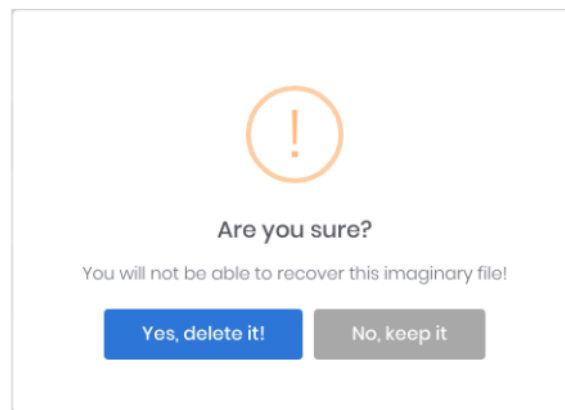 Are you sure?
You will not be able to recover this imaginary file!
Yes, delete it!
No, keep it